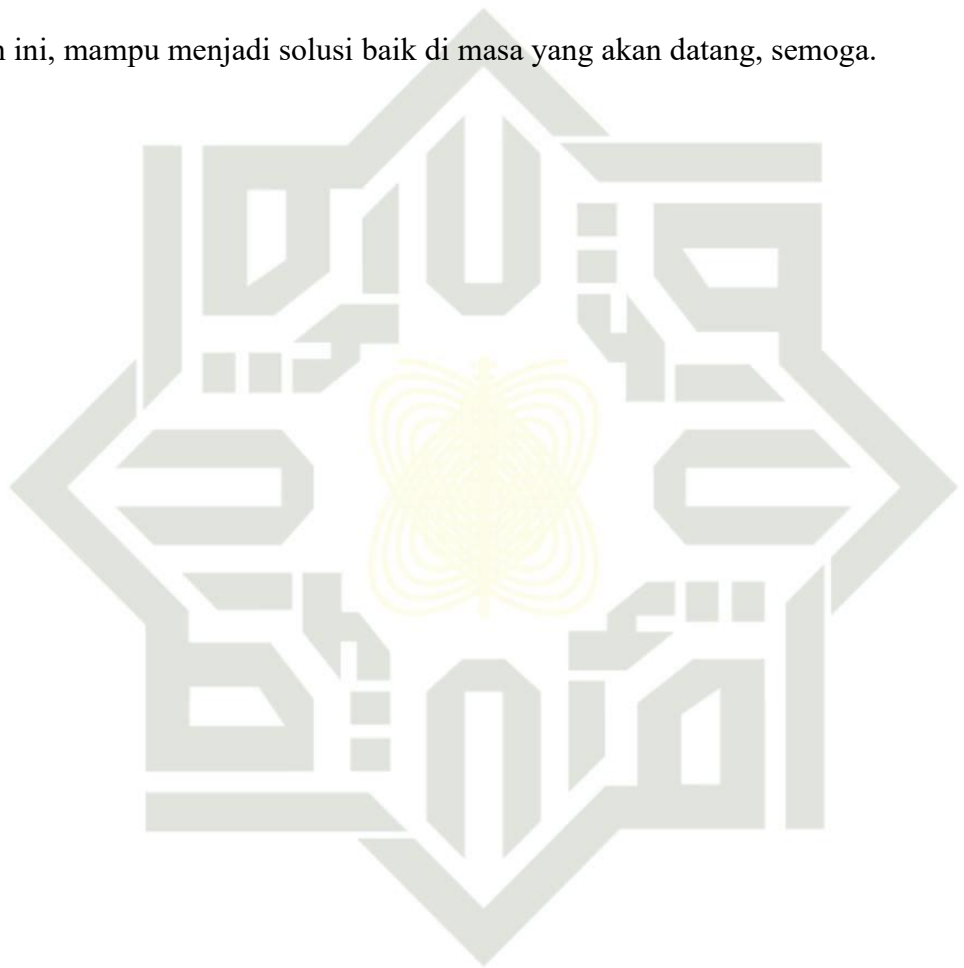 ini, mampu menjadi solusi baik di masa yang akan datang, semoga.